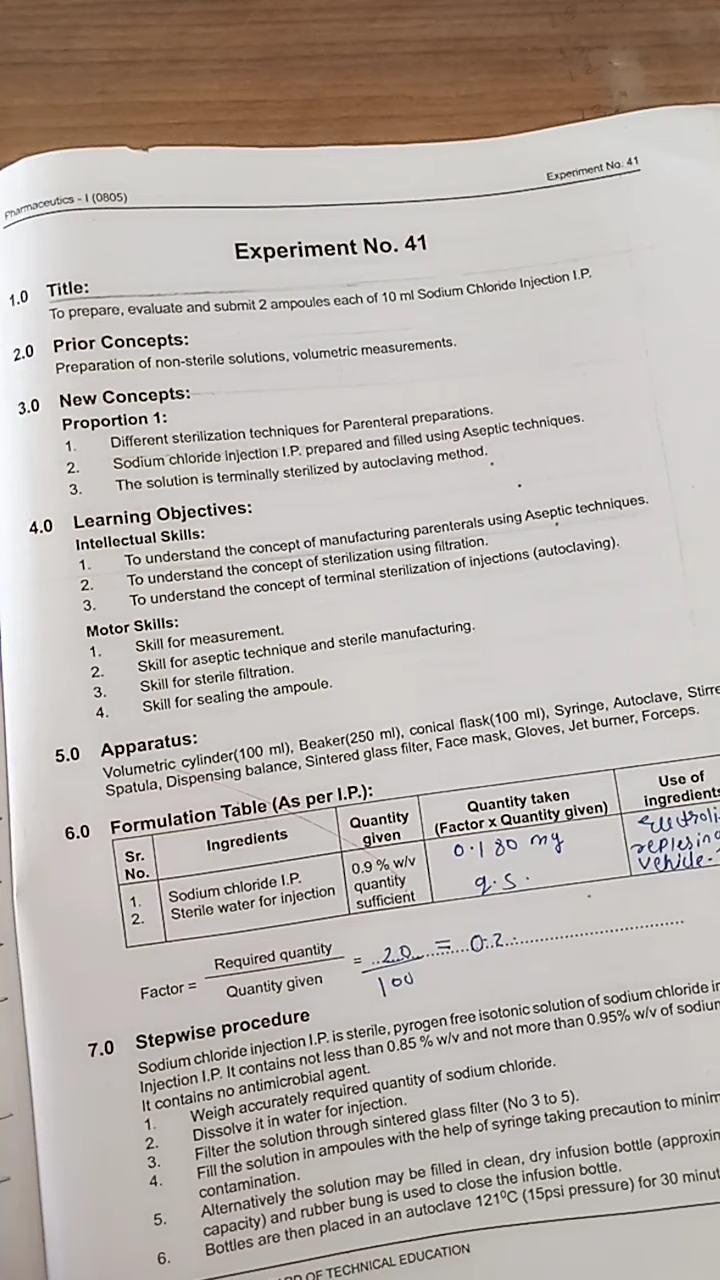 Pharmaceutics - I (0805)
Experiment No. 41
Experiment No. 41
1.0 Title:
To prepare, evaluate and submit 2 ampoules each of 10 ml Sodium Chloride Injection I.P.
2.0 Prior Concepts:
Preparation of non-sterile solutions, volumetric measurements.
3.0 New Concepts:
Proportion 1:
1. Different sterilization techniques for Parenteral preparations.
2. Sodium chloride Injection I.P. prepared and filled using Aseptic techniques.
3. The solution is terminally sterilized by autoclaving method.
4.0 Learning Objectives:
Intellectual Skills:
1. To understand the concept of manufacturing parenterals using Aseptic techniques.
2. To understand the concept of sterilization using filtration.
3. To understand the concept of terminal sterilization of injections (autoclaving).
Motor Skills:
1. Skill for measurement.
2. Skill for aseptic technique and sterile manufacturing.
3. Skill for sterile filtration.
4. Skill for sealing the ampoule.
5.0 Apparatus:
Volumetric cylinder(100 ml), Beaker(250 ml), conical flask(100 ml), Syringe, Autoclave, Stirre
Spatula, Dispensing balance, Sintered glass filter, Face mask, Gloves, Jet burner, Forceps.
6.0 Formulation Table (As per I.P.):
Sr. No. Ingredients Quantity given Quantity taken (Factor x Quantity given) Use of ingredients
1. Sodium chloride I.P. 0.9 % w/v 0.180 mg
2. Sterile water for injection quantity sufficient q.s. vehicle
Factor = Required quantity / Quantity given = 20 / 100 = 0.2
7.0 Stepwise procedure
Sodium chloride injection I.P. is sterile, pyrogen free isotonic solution of sodium chloride in
Injection I.P. It contains not less than 0.85 % w/v and not more than 0.95% w/v of sodium
It contains no antimicrobial agent.
1. Weigh accurately required quantity of sodium chloride.
2. Dissolve it in water for injection.
3. Filter the solution through sintered glass filter (No 3 to 5).
4. Fill the solution in ampoules with the help of syringe taking precaution to minim
contamination.
5. Alternatively the solution may be filled in clean, dry infusion bottle (approxim
capacity) and rubber bung is used to close the infusion bottle.
6. Bottles are then placed in an autoclave 121⁰C (15psi pressure) for 30 minut
OF TECHNICAL EDUCATION